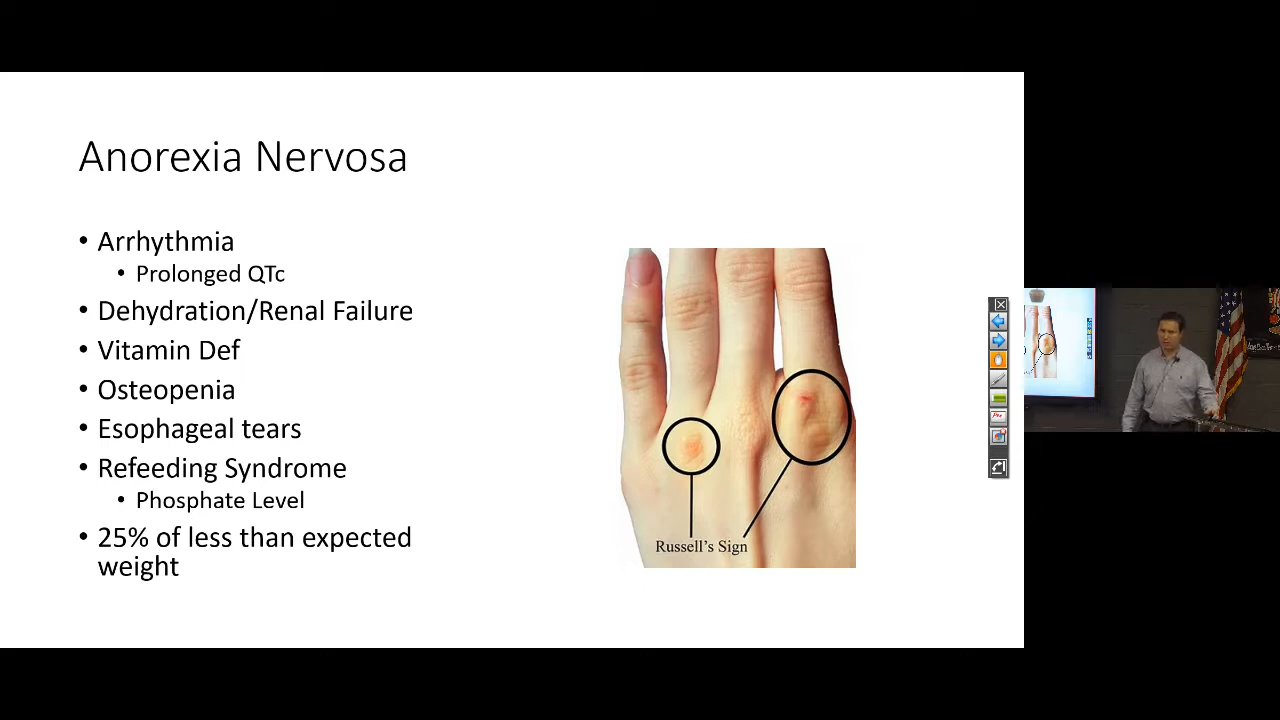 Anorexia Nervosa
• Arrhythmia
• Prolonged QTc
• Dehydration/Renal Failure
• Vitamin Def
• Osteopenia
• Esophageal tears
• Refeeding Syndrome
• Phosphate Level
• 25% of less than expected
weight
Russell's Sign